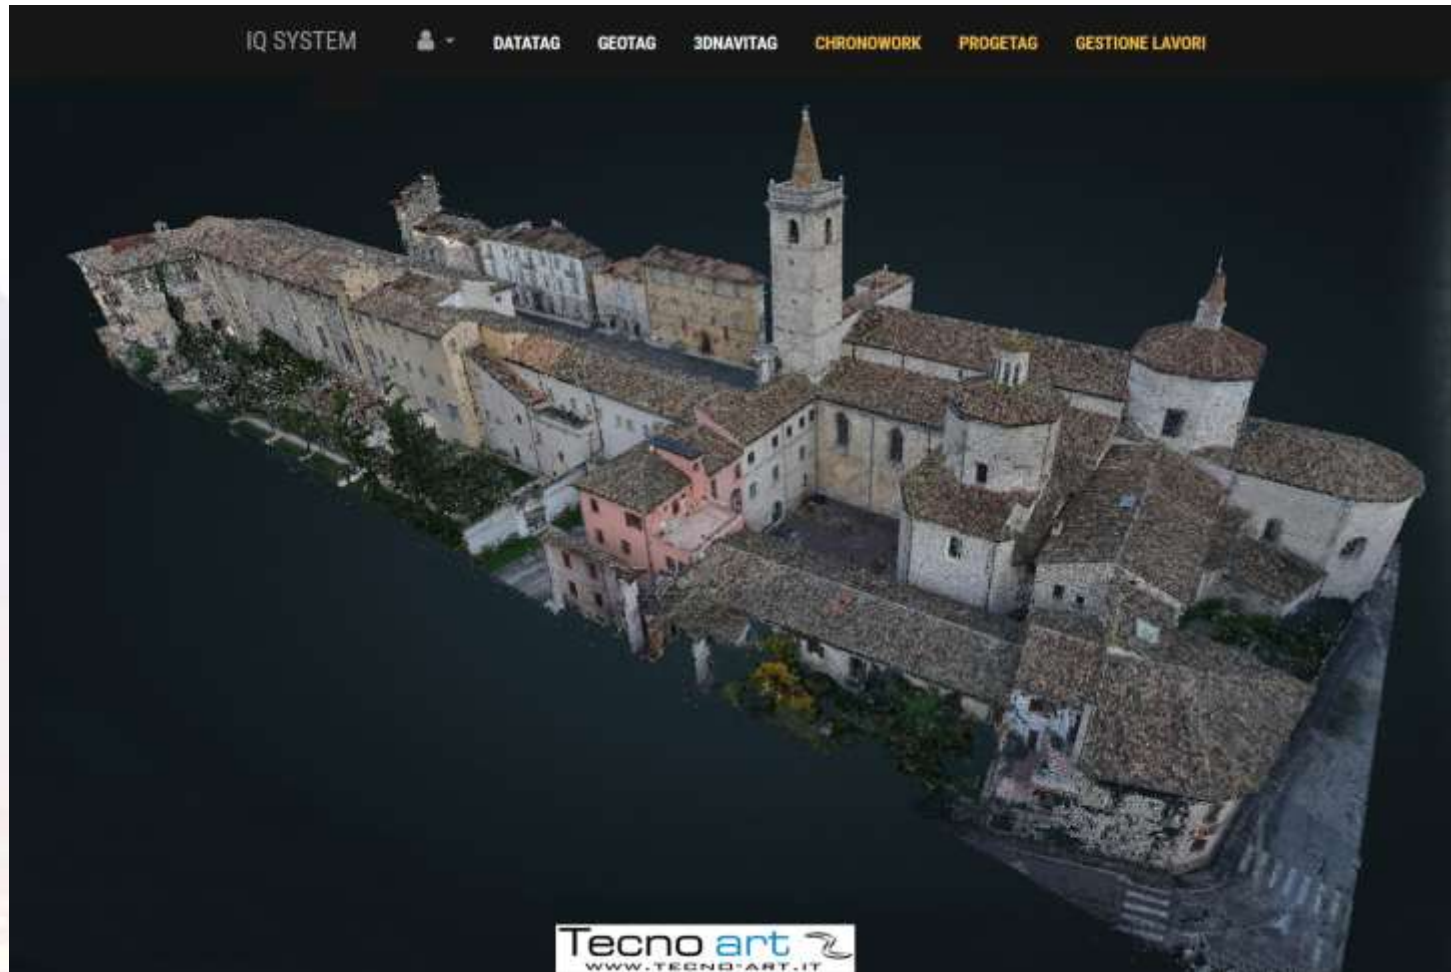 IQ SYSTEM DATATAG GEOTAG 3DNAVITAG CHRONOWORK PROGETAG GESTIONE LAVORI
Tecno art
WWW.TECNO-ART.IT